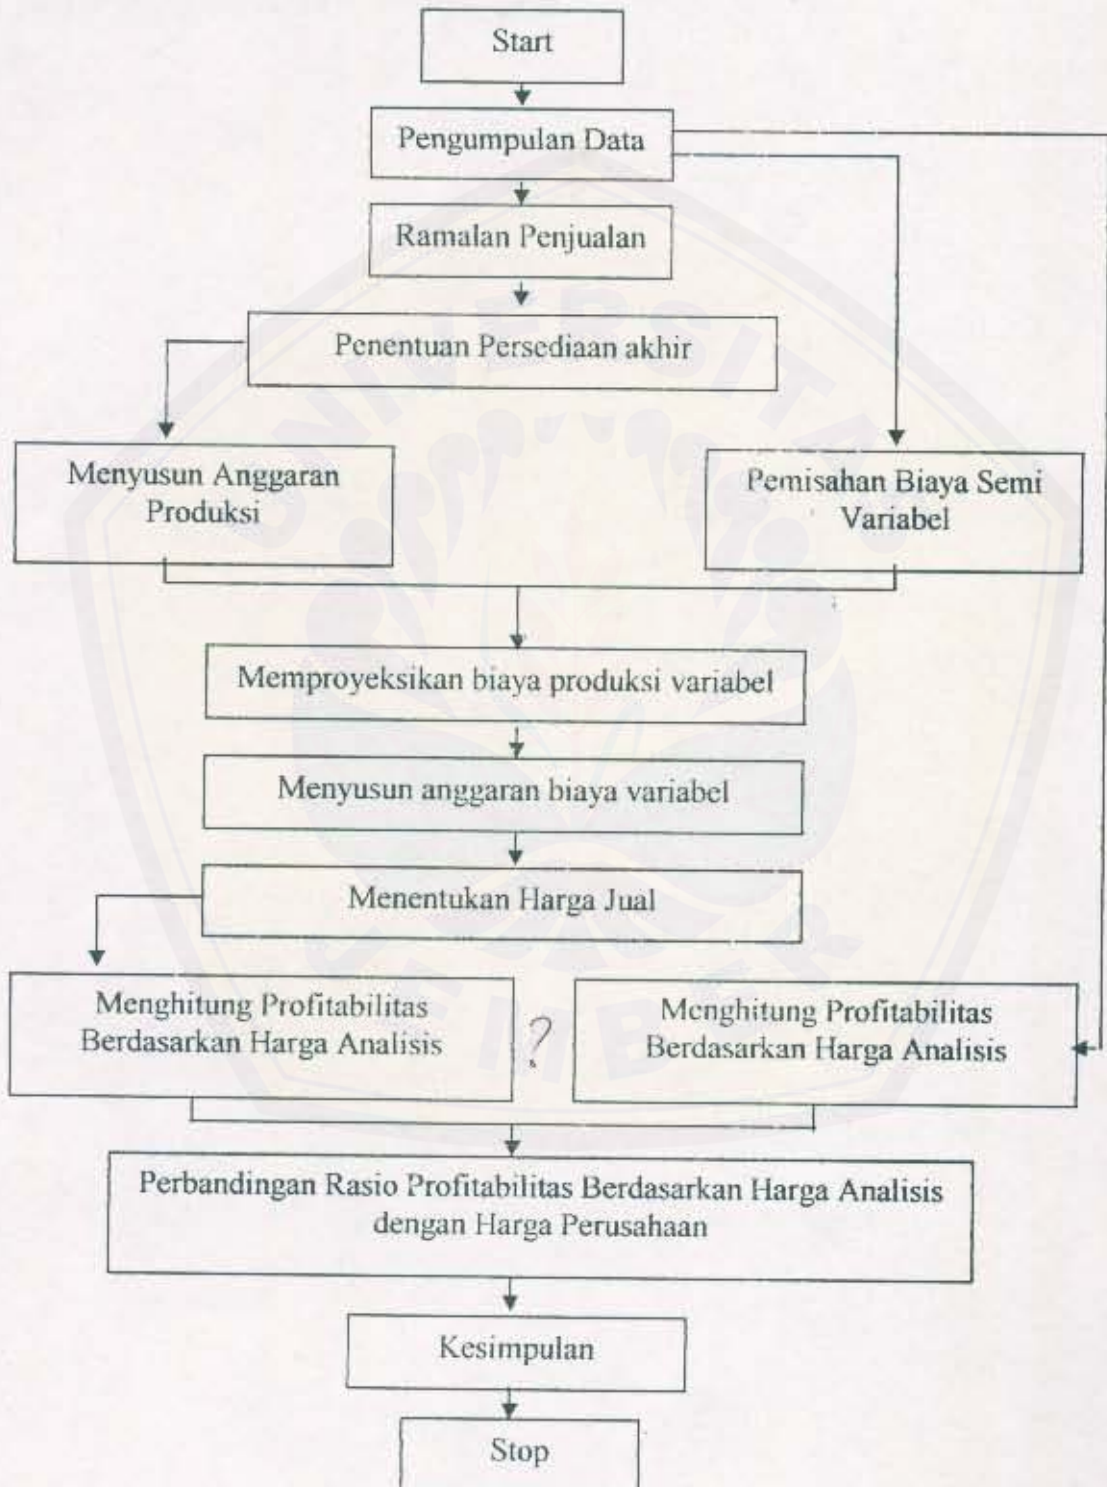 Start
Pengumpulan Data
Ramalan Penjualan
Penentuan Persediaan akhir
Menyusun Anggaran
Produksi
Pemisahan Biaya Semi
Variabel
Memproyeksikan biaya produksi variabel
Menyusun anggaran biaya variabel
Menentukan Harga Jual
Menghitung Profitabilitas
Berdasarkan Harga Analisis
?
Menghitung Profitabilitas
Berdasarkan Harga Analisis
Perbandingan Rasio Profitabilitas Berdasarkan Harga Analisis
dengan Harga Perusahaan
Kesimpulan
Stop
UNIVERSITAS
JEMBER